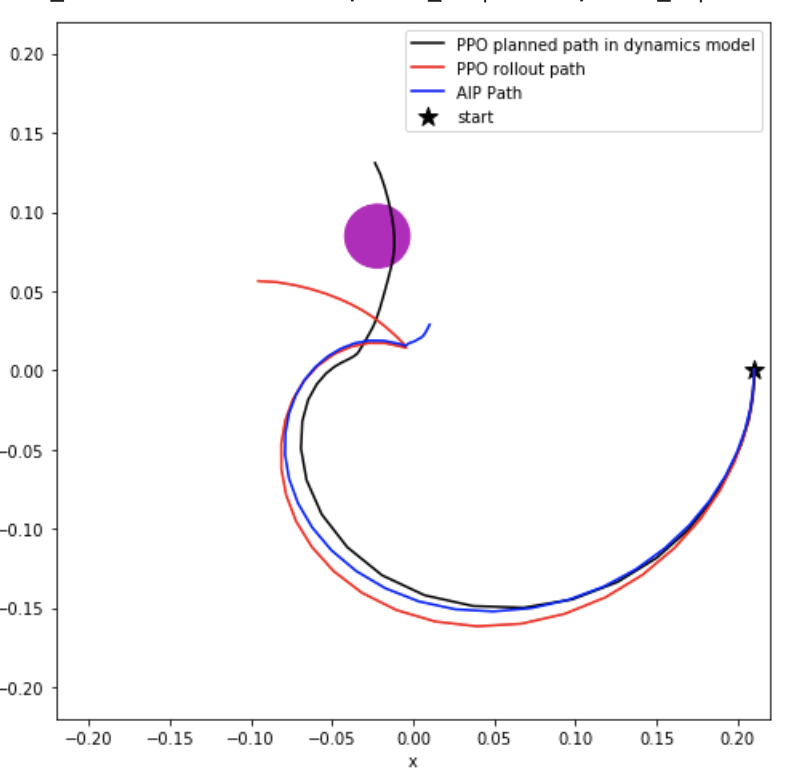 0.20
0.15
0.10
0.05
0.00
−0.05
−0.10
−0.15
−0.20
PPO planned path in dynamics model
PPO rollout path
AIP Path
start
−0.20 −0.15 −0.10 −0.05 0.00 0.05 0.10 0.15 0.20
x